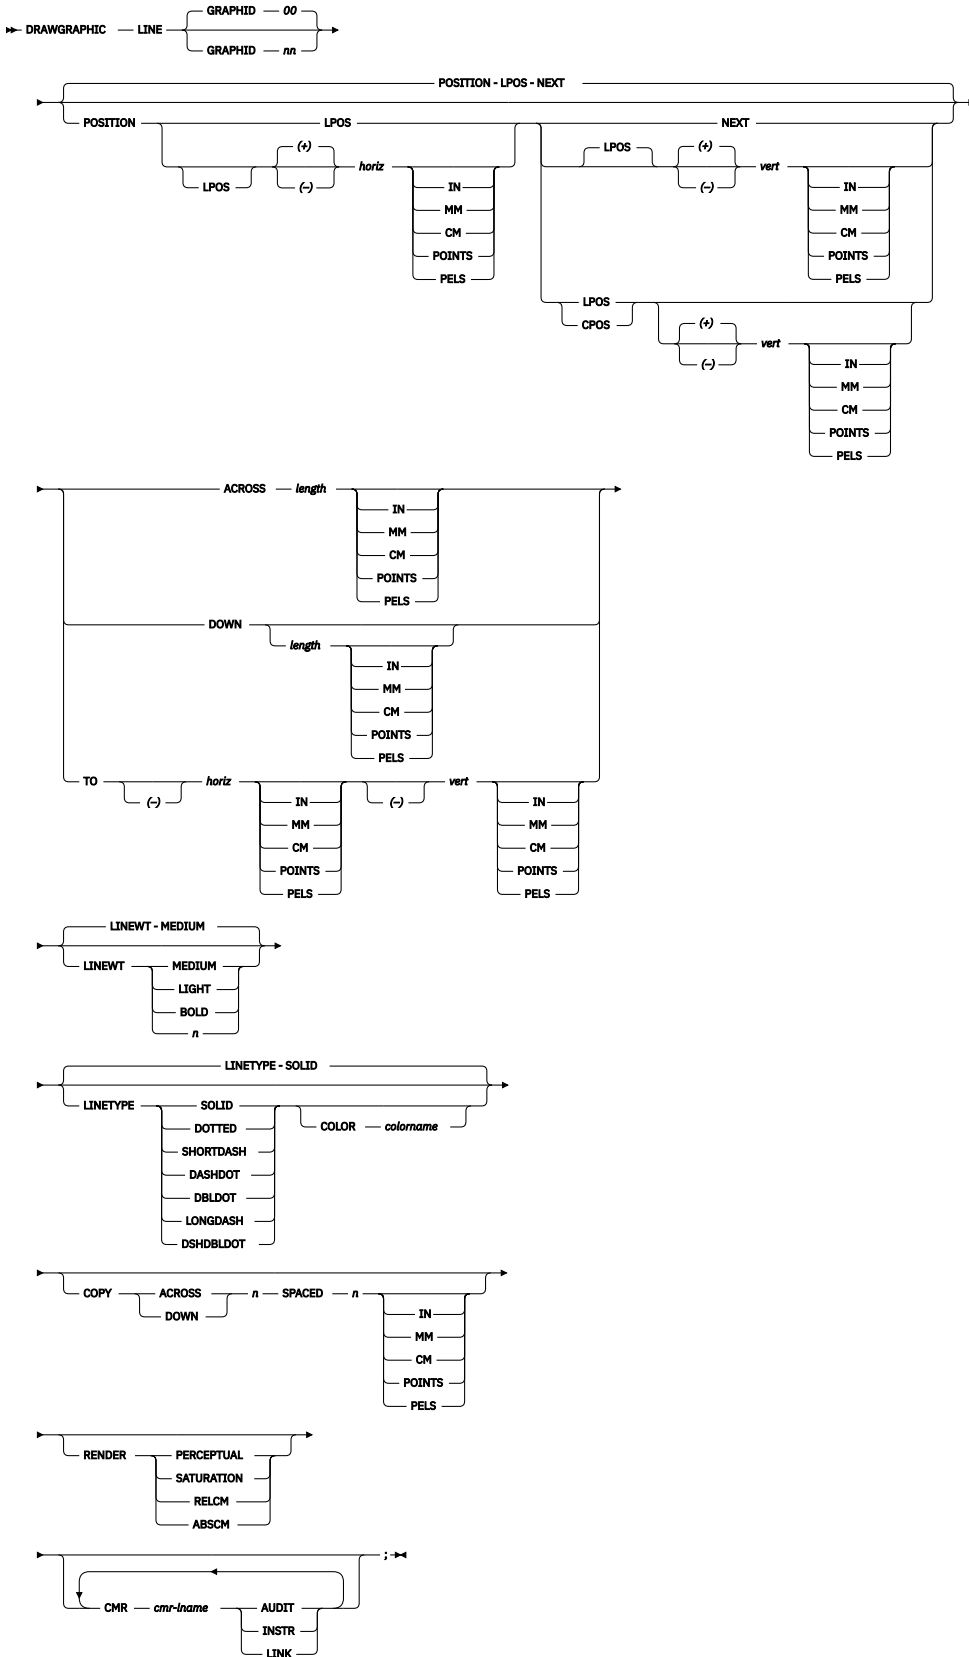 GRAPHID 00
DRAWGRAPHIC LINE
GRAPHID nn
POSITION - LPOS - NEXT
POSITION LPOS NEXT
LPOS (+) horiz (–) LPOS (+) vert (–)
LPOS IN IN
MM MM
CM CM
POINTS POINTS
PELS PELS
LPOS
CPOS (+) vert
(–) IN
MM
CM
POINTS
PELS
ACROSS length
IN
MM
CM
POINTS
PELS
DOWN
length
IN
MM
CM
POINTS
PELS
TO horiz vert
(–) IN (–) IN
MM MM
CM CM
POINTS POINTS
PELS PELS
LINEWT - MEDIUM
LINEWT MEDIUM
LIGHT
BOLD
n
LINETYPE - SOLID
LINETYPE SOLID
DOTTED COLOR colorname
SHORTDASH
DASHDOT
DBLDOT
LONGDASH
DSHDBLDOT
COPY ACROSS n SPACED n
DOWN IN
MM
CM
POINTS
PELS
RENDER PERCEPTUAL
SATURATION
RELCM
ABSCM
;
CMR cmr-lname AUDIT
INSTR
LINK